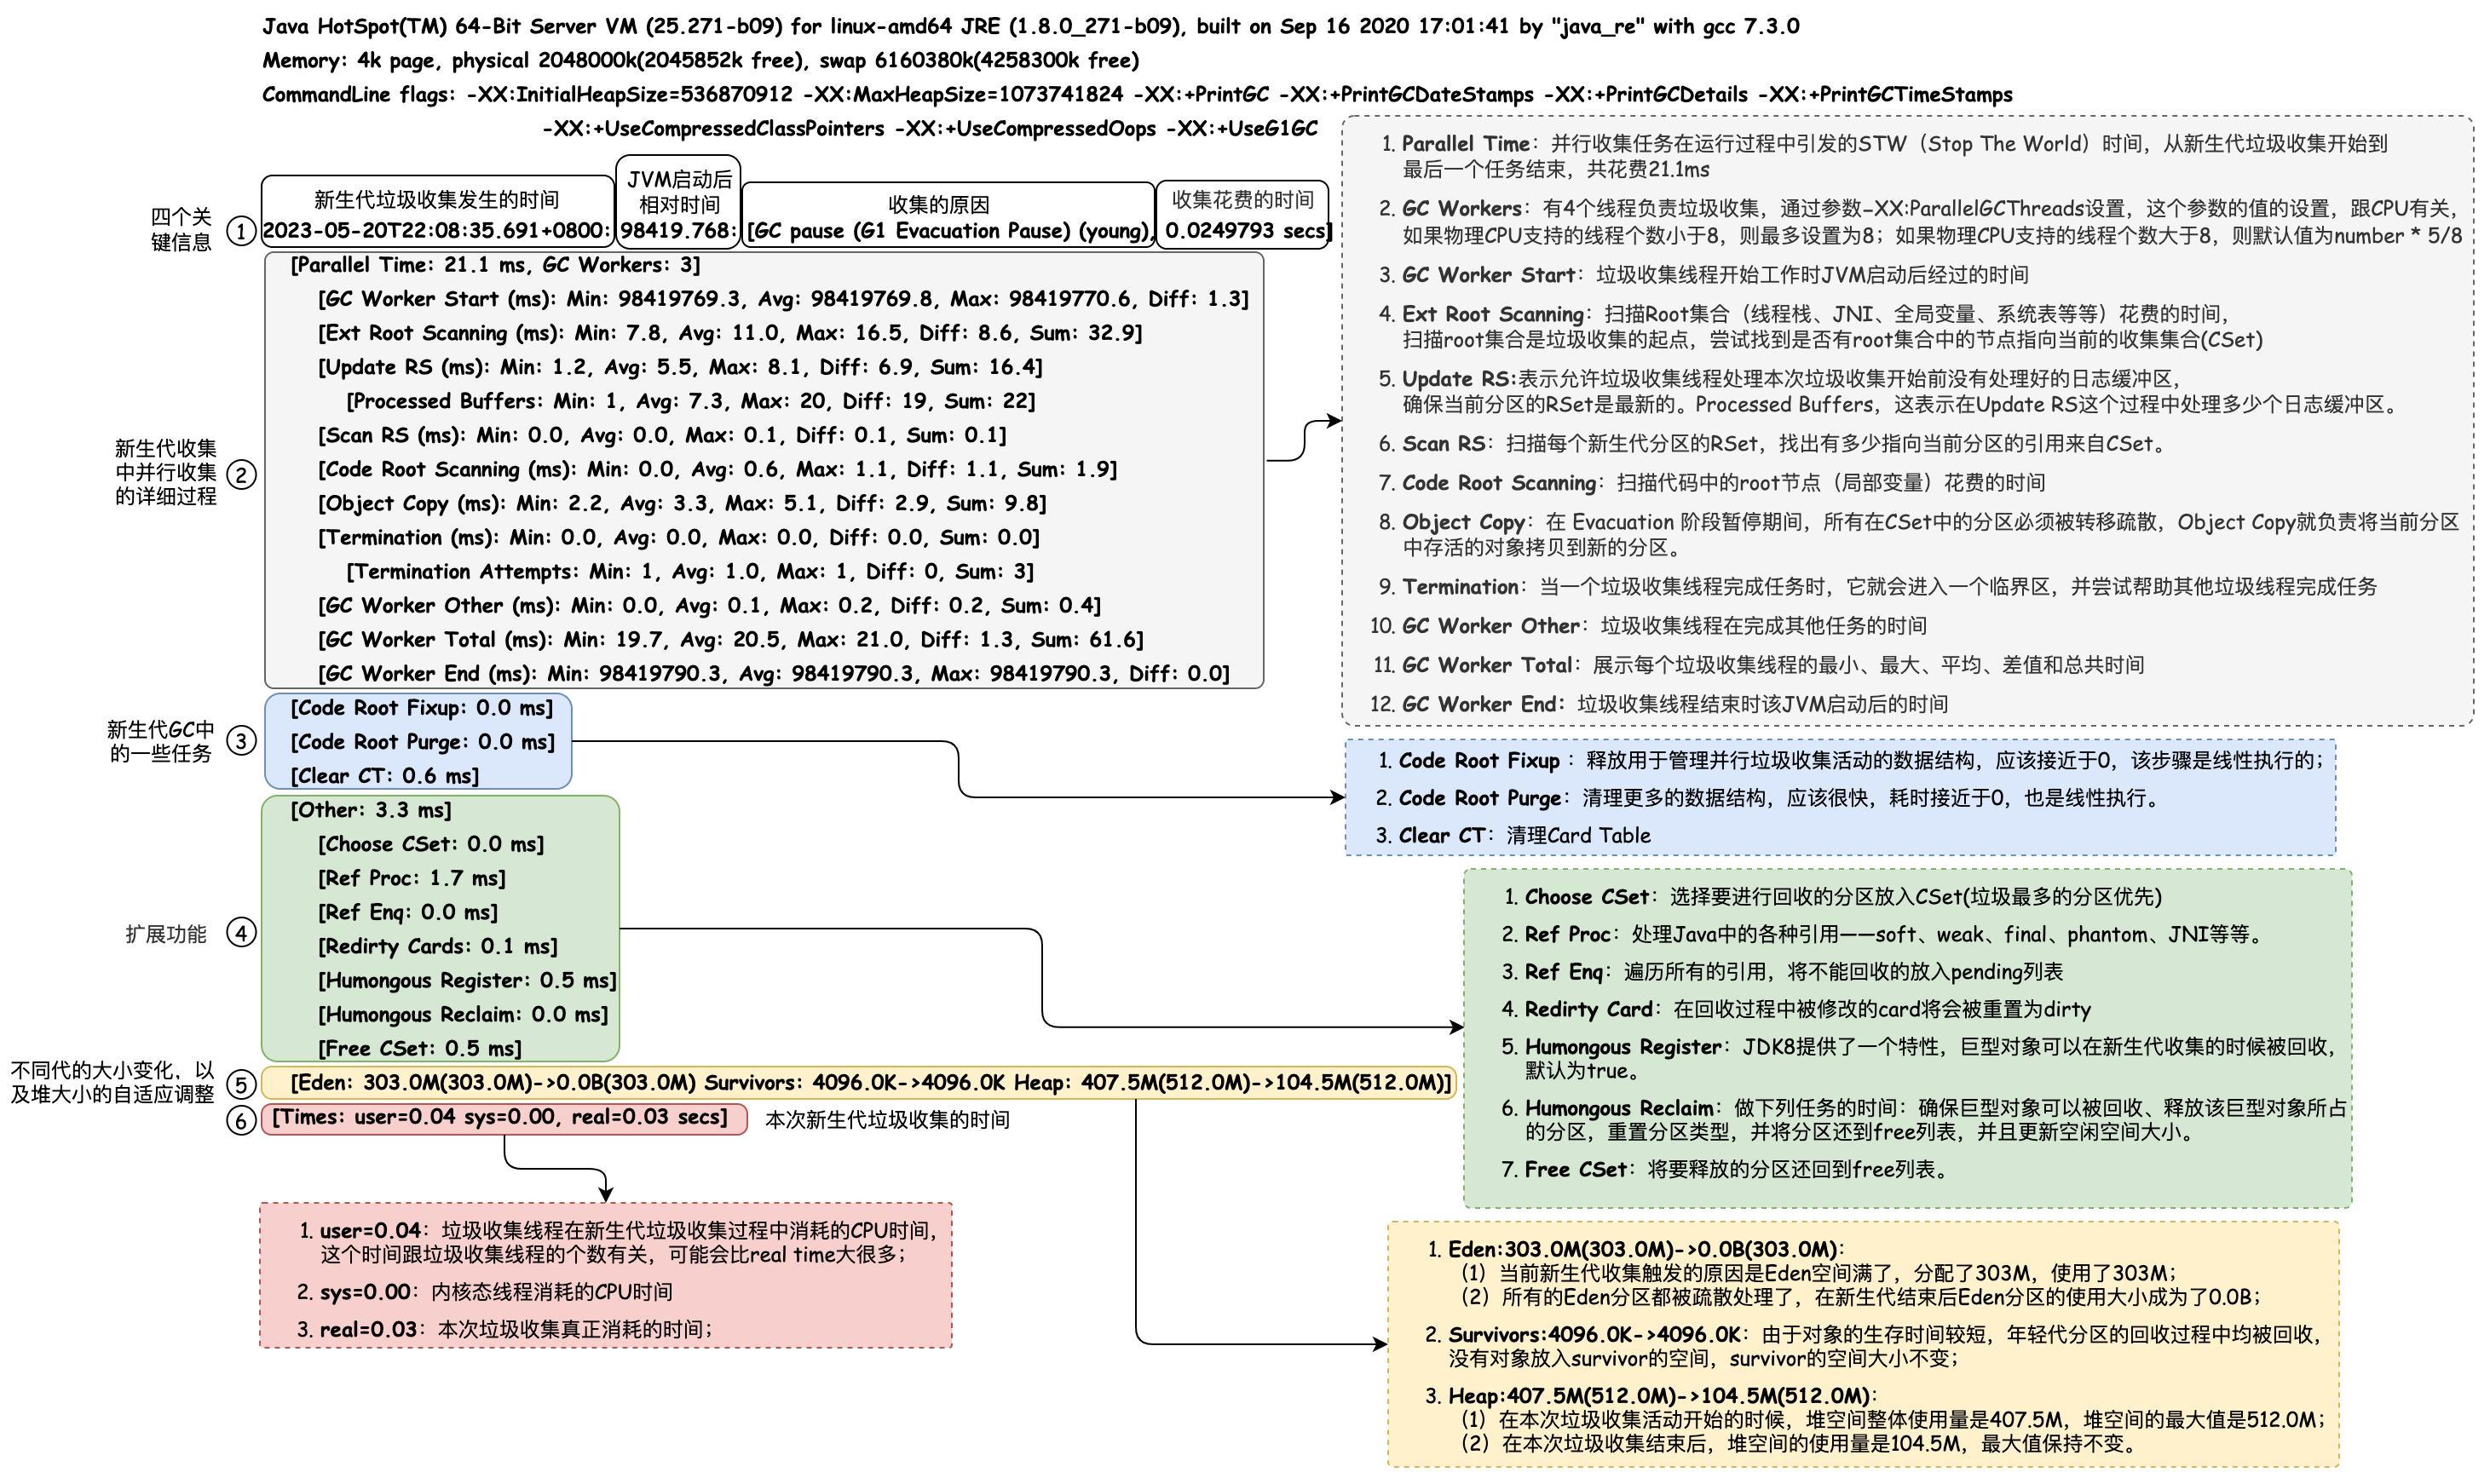 Java HotSpot(TM) 64-Bit Server VM (25.271-b09) for linux-amd64 JRE (1.8.0_271-b09), built on Sep 16 2020 17:01:41 by "java_re" with gcc 7.3.0
Memory: 4k page, physical 2048000k(2045852k free), swap 6160380k(4258300k free)
CommandLine flags: -XX:InitialHeapSize=536870912 -XX:MaxHeapSize=1073741824 -XX:+PrintGC -XX:+PrintGCDateStamps -XX:+PrintGCDetails -XX:+PrintGCTimeStamps
-XX:+UseCompressedClassPointers -XX:+UseCompressedOops -XX:+UseG1GC
四个关
键信息
1
新生代垃圾收集发生的时间
2023-05-20T22:08:35.691+0800:
JVM启动后
相对时间
98419.768:
收集的原因
[GC pause (G1 Evacuation Pause) (young),
收集花费的时间
0.0249793 secs]
新生代收集
中并行收集
的详细过程
2
[Parallel Time: 21.1 ms, GC Workers: 3]
[GC Worker Start (ms): Min: 98419769.3, Avg: 98419769.8, Max: 98419770.6, Diff: 1.3]
[Ext Root Scanning (ms): Min: 7.8, Avg: 11.0, Max: 16.5, Diff: 8.6, Sum: 32.9]
[Update RS (ms): Min: 1.2, Avg: 5.5, Max: 8.1, Diff: 6.9, Sum: 16.4]
[Processed Buffers: Min: 1, Avg: 7.3, Max: 20, Diff: 19, Sum: 22]
[Scan RS (ms): Min: 0.0, Avg: 0.0, Max: 0.1, Diff: 0.1, Sum: 0.1]
[Code Root Scanning (ms): Min: 0.0, Avg: 0.6, Max: 1.1, Diff: 1.1, Sum: 1.9]
[Object Copy (ms): Min: 2.2, Avg: 3.3, Max: 5.1, Diff: 2.9, Sum: 9.8]
[Termination (ms): Min: 0.0, Avg: 0.0, Max: 0.0, Diff: 0.0, Sum: 0.0]
[Termination Attempts: Min: 1, Avg: 1.0, Max: 1, Diff: 0, Sum: 3]
[GC Worker Other (ms): Min: 0.0, Avg: 0.1, Max: 0.2, Diff: 0.2, Sum: 0.4]
[GC Worker Total (ms): Min: 19.7, Avg: 20.5, Max: 21.0, Diff: 1.3, Sum: 61.6]
[GC Worker End (ms): Min: 98419790.3, Avg: 98419790.3, Max: 98419790.3, Diff: 0.0]
1. Parallel Time：并行收集任务在运行过程中引发的STW（Stop The World）时间，从新生代垃圾收集开始到
最后一个任务结束，共花费21.1ms
2. GC Workers：有4个线程负责垃圾收集，通过参数-XX:ParallelGCThreads设置，这个参数的值的设置，跟CPU有关，
如果物理CPU支持的线程个数小于8，则最多设置为8；如果物理CPU支持的线程个数大于8，则默认值为number * 5/8
3. GC Worker Start：垃圾收集线程开始工作时JVM启动后经过的时间
4. Ext Root Scanning：扫描Root集合（线程栈、JNI、全局变量、系统表等等）花费的时间，
扫描root集合是垃圾收集的起点，尝试找到是否有root集合中的节点指向当前的收集集合(CSet)
5. Update RS:表示允许垃圾收集线程处理本次垃圾收集开始前没有处理好的日志缓冲区，
确保当前分区的RSet是最新的。Processed Buffers，这表示在Update RS这个过程中处理多少个日志缓冲区。
6. Scan RS：扫描每个新生代分区的RSet，找出有多少指向当前分区的引用来自CSet。
7. Code Root Scanning：扫描代码中的root节点（局部变量）花费的时间
8. Object Copy：在 Evacuation 阶段暂停期间，所有在CSet中的分区必须被转移疏散，Object Copy就负责将当前分区
中存活的对象拷贝到新的分区。
9. Termination：当一个垃圾收集线程完成任务时，它就会进入一个临界区，并尝试帮助其他垃圾线程完成任务
10. GC Worker Other：垃圾收集线程在完成其他任务的时间
11. GC Worker Total：展示每个垃圾收集线程的最小、最大、平均、差值和总共时间
12. GC Worker End：垃圾收集线程结束时该JVM启动后的时间
新生代GC中
的一些任务
3
[Code Root Fixup: 0.0 ms]
[Code Root Purge: 0.0 ms]
[Clear CT: 0.6 ms]
1. Code Root Fixup ：释放用于管理并行垃圾收集活动的数据结构，应该接近于0，该步骤是线性执行的；
2. Code Root Purge：清理更多的数据结构，应该很快，耗时接近于0，也是线性执行。
3. Clear CT：清理Card Table
扩展功能
4
[Other: 3.3 ms]
[Choose CSet: 0.0 ms]
[Ref Proc: 1.7 ms]
[Ref Enq: 0.0 ms]
[Redirty Cards: 0.1 ms]
[Humongous Register: 0.5 ms]
[Humongous Reclaim: 0.0 ms]
[Free CSet: 0.5 ms]
1. Choose CSet：选择要进行回收的分区放入CSet(垃圾最多的分区优先)
2. Ref Proc：处理Java中的各种引用——soft、weak、final、phantom、JNI等等。
3. Ref Enq：遍历所有的引用，将不能回收的放入pending列表
4. Redirty Card：在回收过程中被修改的card将会被重置为dirty
5. Humongous Register：JDK8提供了一个特性，巨型对象可以在新生代收集的时候被回收，
默认为true。
6. Humongous Reclaim：做下列任务的时间：确保巨型对象可以被回收、释放该巨型对象所占
的分区，重置分区类型，并将分区还到free列表，并且更新空闲空间大小。
7. Free CSet：将要释放的分区还回到free列表。
不同代的大小变化，以
及堆大小的自适应调整
5
[Eden: 303.0M(303.0M)->0.0B(303.0M) Survivors: 4096.0K->4096.0K Heap: 407.5M(512.0M)->104.5M(512.0M)]
6
[Times: user=0.04 sys=0.00, real=0.03 secs]
本次新生代垃圾收集的时间
1. user=0.04：垃圾收集线程在新生代垃圾收集过程中消耗的CPU时间，
这个时间跟垃圾收集线程的个数有关，可能会比real time大很多；
2. sys=0.00：内核态线程消耗的CPU时间
3. real=0.03：本次垃圾收集真正消耗的时间；
1. Eden:303.0M(303.0M)->0.0B(303.0M)：
（1）当前新生代收集触发的原因是Eden空间满了，分配了303M，使用了303M；
（2）所有的Eden分区都被疏散处理了，在新生代结束后Eden分区的使用大小成为了0.0B；
2. Survivors:4096.0K->4096.0K：由于对象的生存时间较短，年轻代分区的回收过程中均被回收，
没有对象放入survivor的空间，survivor的空间大小不变；
3. Heap:407.5M(512.0M)->104.5M(512.0M)：
（1）在本次垃圾收集活动开始的时候，堆空间整体使用量是407.5M，堆空间的最大值是512.0M；
（2）在本次垃圾收集结束后，堆空间的使用量是104.5M，最大值保持不变。